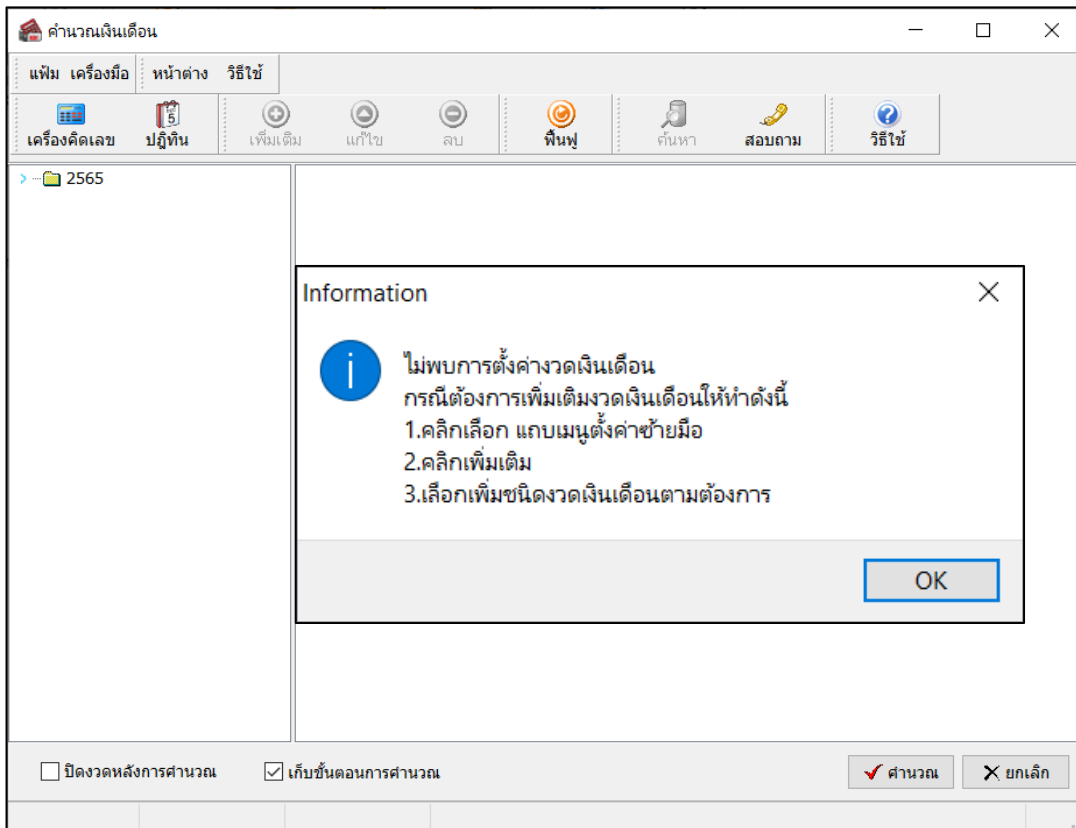 คำนวณเงินเดือน
แฟ้ม เครื่องมือ หน้าต่าง วิธีใช้
เครื่องคิดเลข ปฏิทิน เพิ่มเติม แก้ไข ลบ ฟื้นฟู ค้นหา สอบถาม วิธีใช้
2565
Information
ไม่พบการตั้งค่างวดเงินเดือน
กรณีต้องการเพิ่มเติมงวดเงินเดือนให้ทำดังนี้
1.คลิกเลือก แถบเมนูตั้งค่าซ้ายมือ
2.คลิกเพิ่มเติม
3.เลือกเพิ่มชนิดงวดเงินเดือนตามต้องการ
OK
ปิดงวดหลังการคำนวณ เก็บขั้นตอนการคำนวณ คำนวณ ยกเลิก